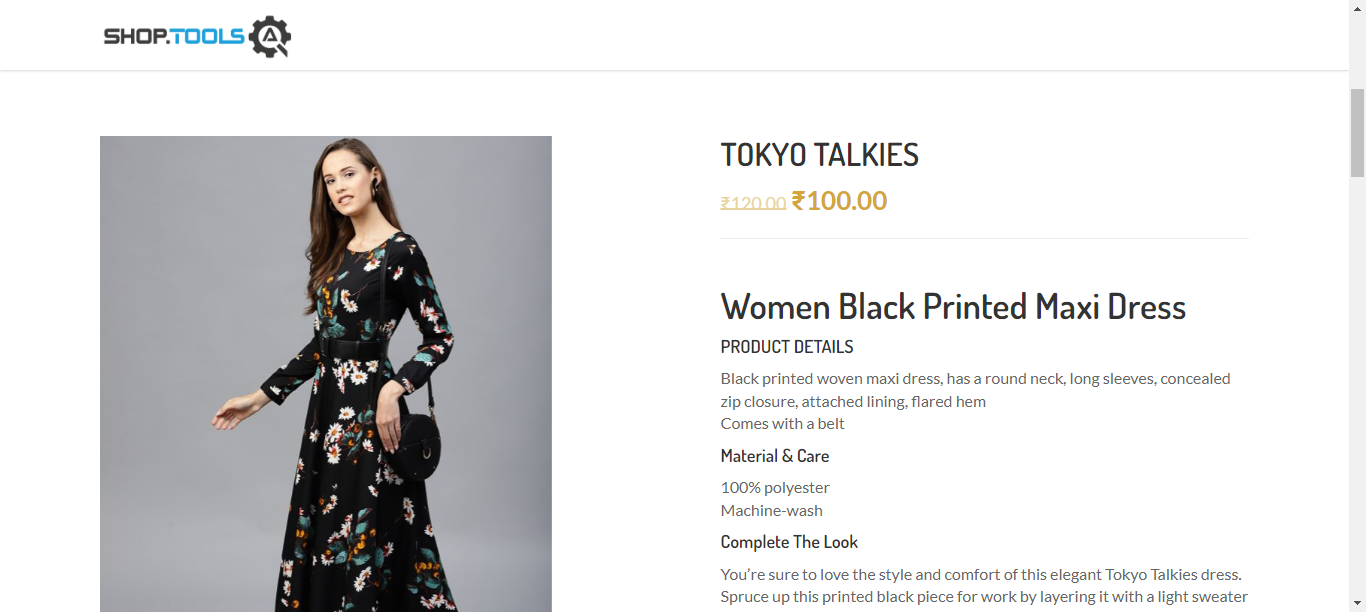 SHOP.TOOLS
TOKYO TALKIES
₹120.00 ₹100.00
Women Black Printed Maxi Dress
PRODUCT DETAILS
Black printed woven maxi dress, has a round neck, long sleeves, concealed
zip closure, attached lining, flared hem
Comes with a belt
Material & Care
100% polyester
Machine-wash
Complete The Look
You’re sure to love the style and comfort of this elegant Tokyo Talkies dress.
Spruce up this printed black piece for work by layering it with a light sweater